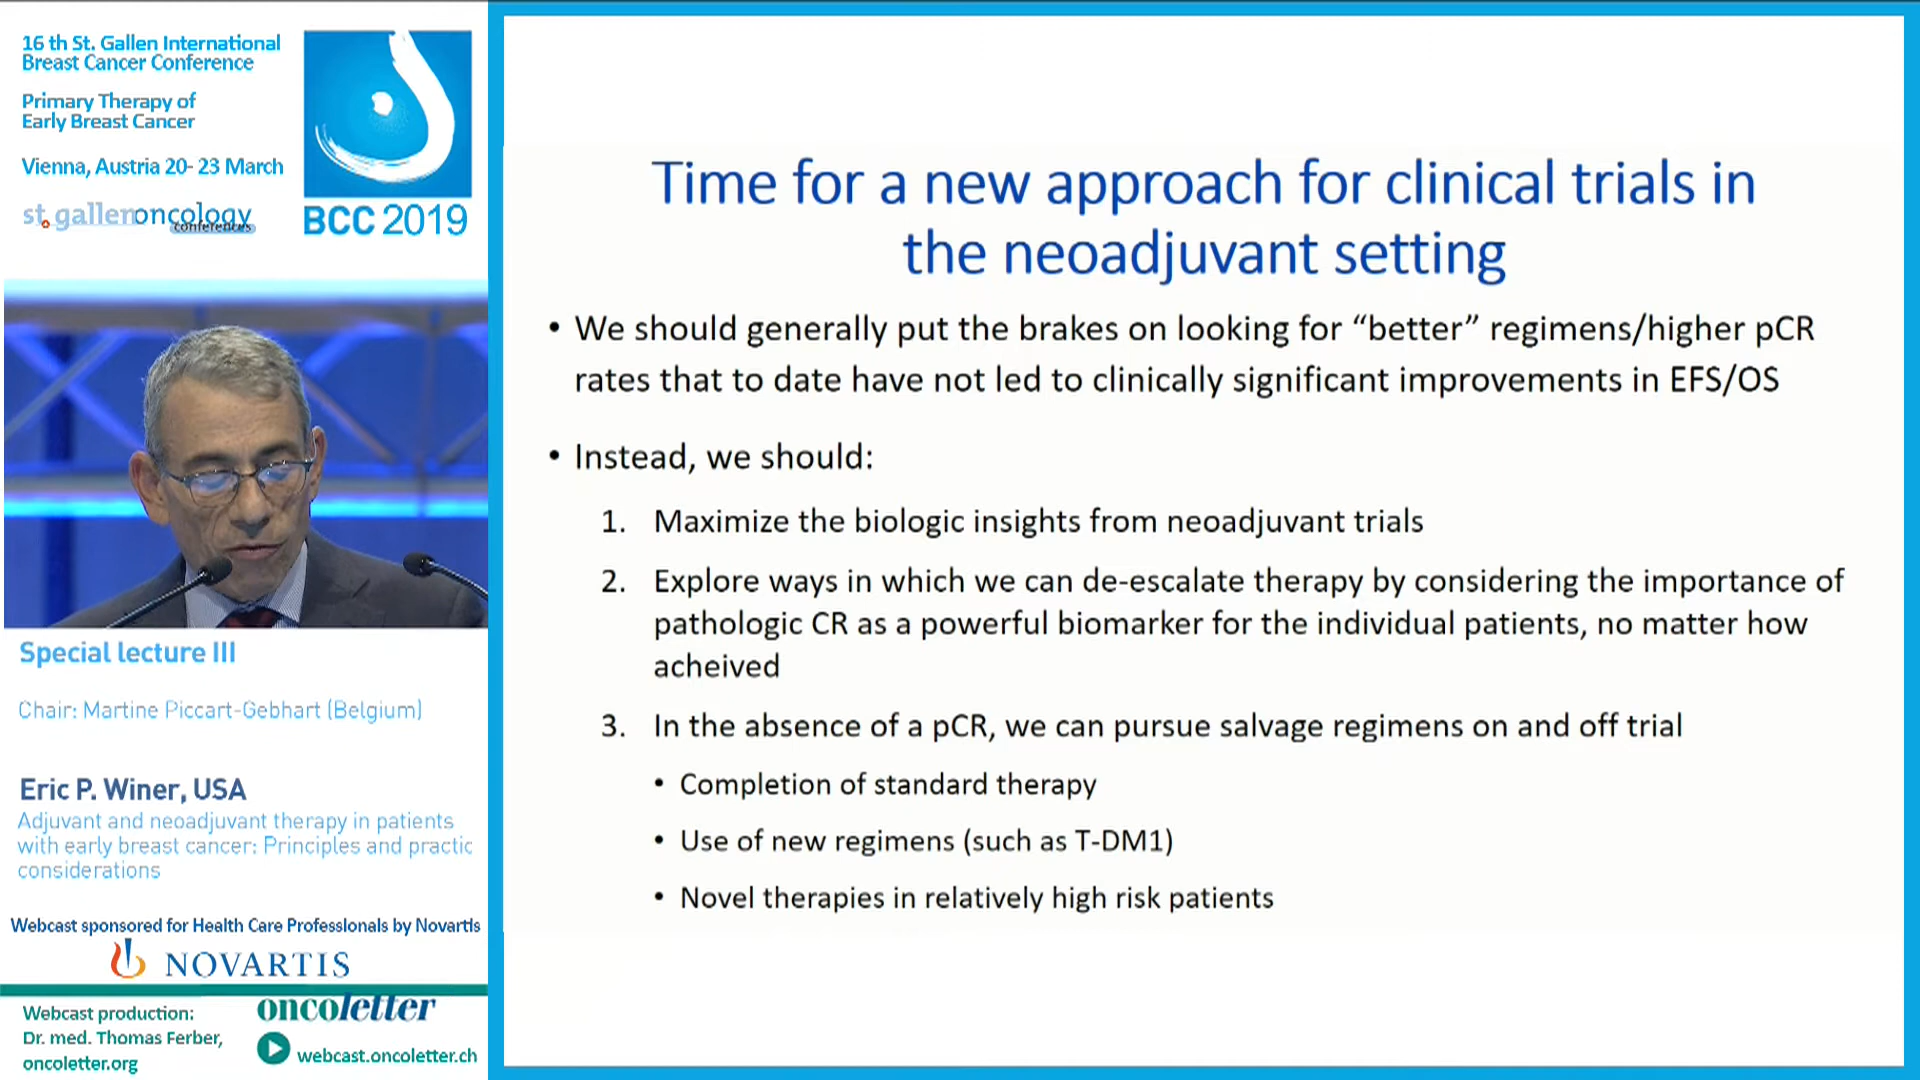 16 th St. Gallen International
Breast Cancer Conference
Primary Therapy of
Early Breast Cancer
Vienna, Austria 20- 23 March
st.gallenoncology
conferences
BCC 2019
Special lecture III
Chair: Martine Piccart-Gebhart (Belgium)
Eric P. Winer, USA
Adjuvant and neoadjuvant therapy in patients
with early breast cancer: Principles and practic
considerations
Webcast sponsored for Health Care Professionals by Novartis
NOVARTIS
Webcast production:
Dr. med. Thomas Ferber,
oncoletter.org
oncoletter
webcast.oncoletter.ch
Time for a new approach for clinical trials in
the neoadjuvant setting
• We should generally put the brakes on looking for “better” regimens/higher pCR
rates that to date have not led to clinically significant improvements in EFS/OS
• Instead, we should:
1. Maximize the biologic insights from neoadjuvant trials
2. Explore ways in which we can de-escalate therapy by considering the importance of
pathologic CR as a powerful biomarker for the individual patients, no matter how
acheived
3. In the absence of a pCR, we can pursue salvage regimens on and off trial
• Completion of standard therapy
• Use of new regimens (such as T-DM1)
• Novel therapies in relatively high risk patients